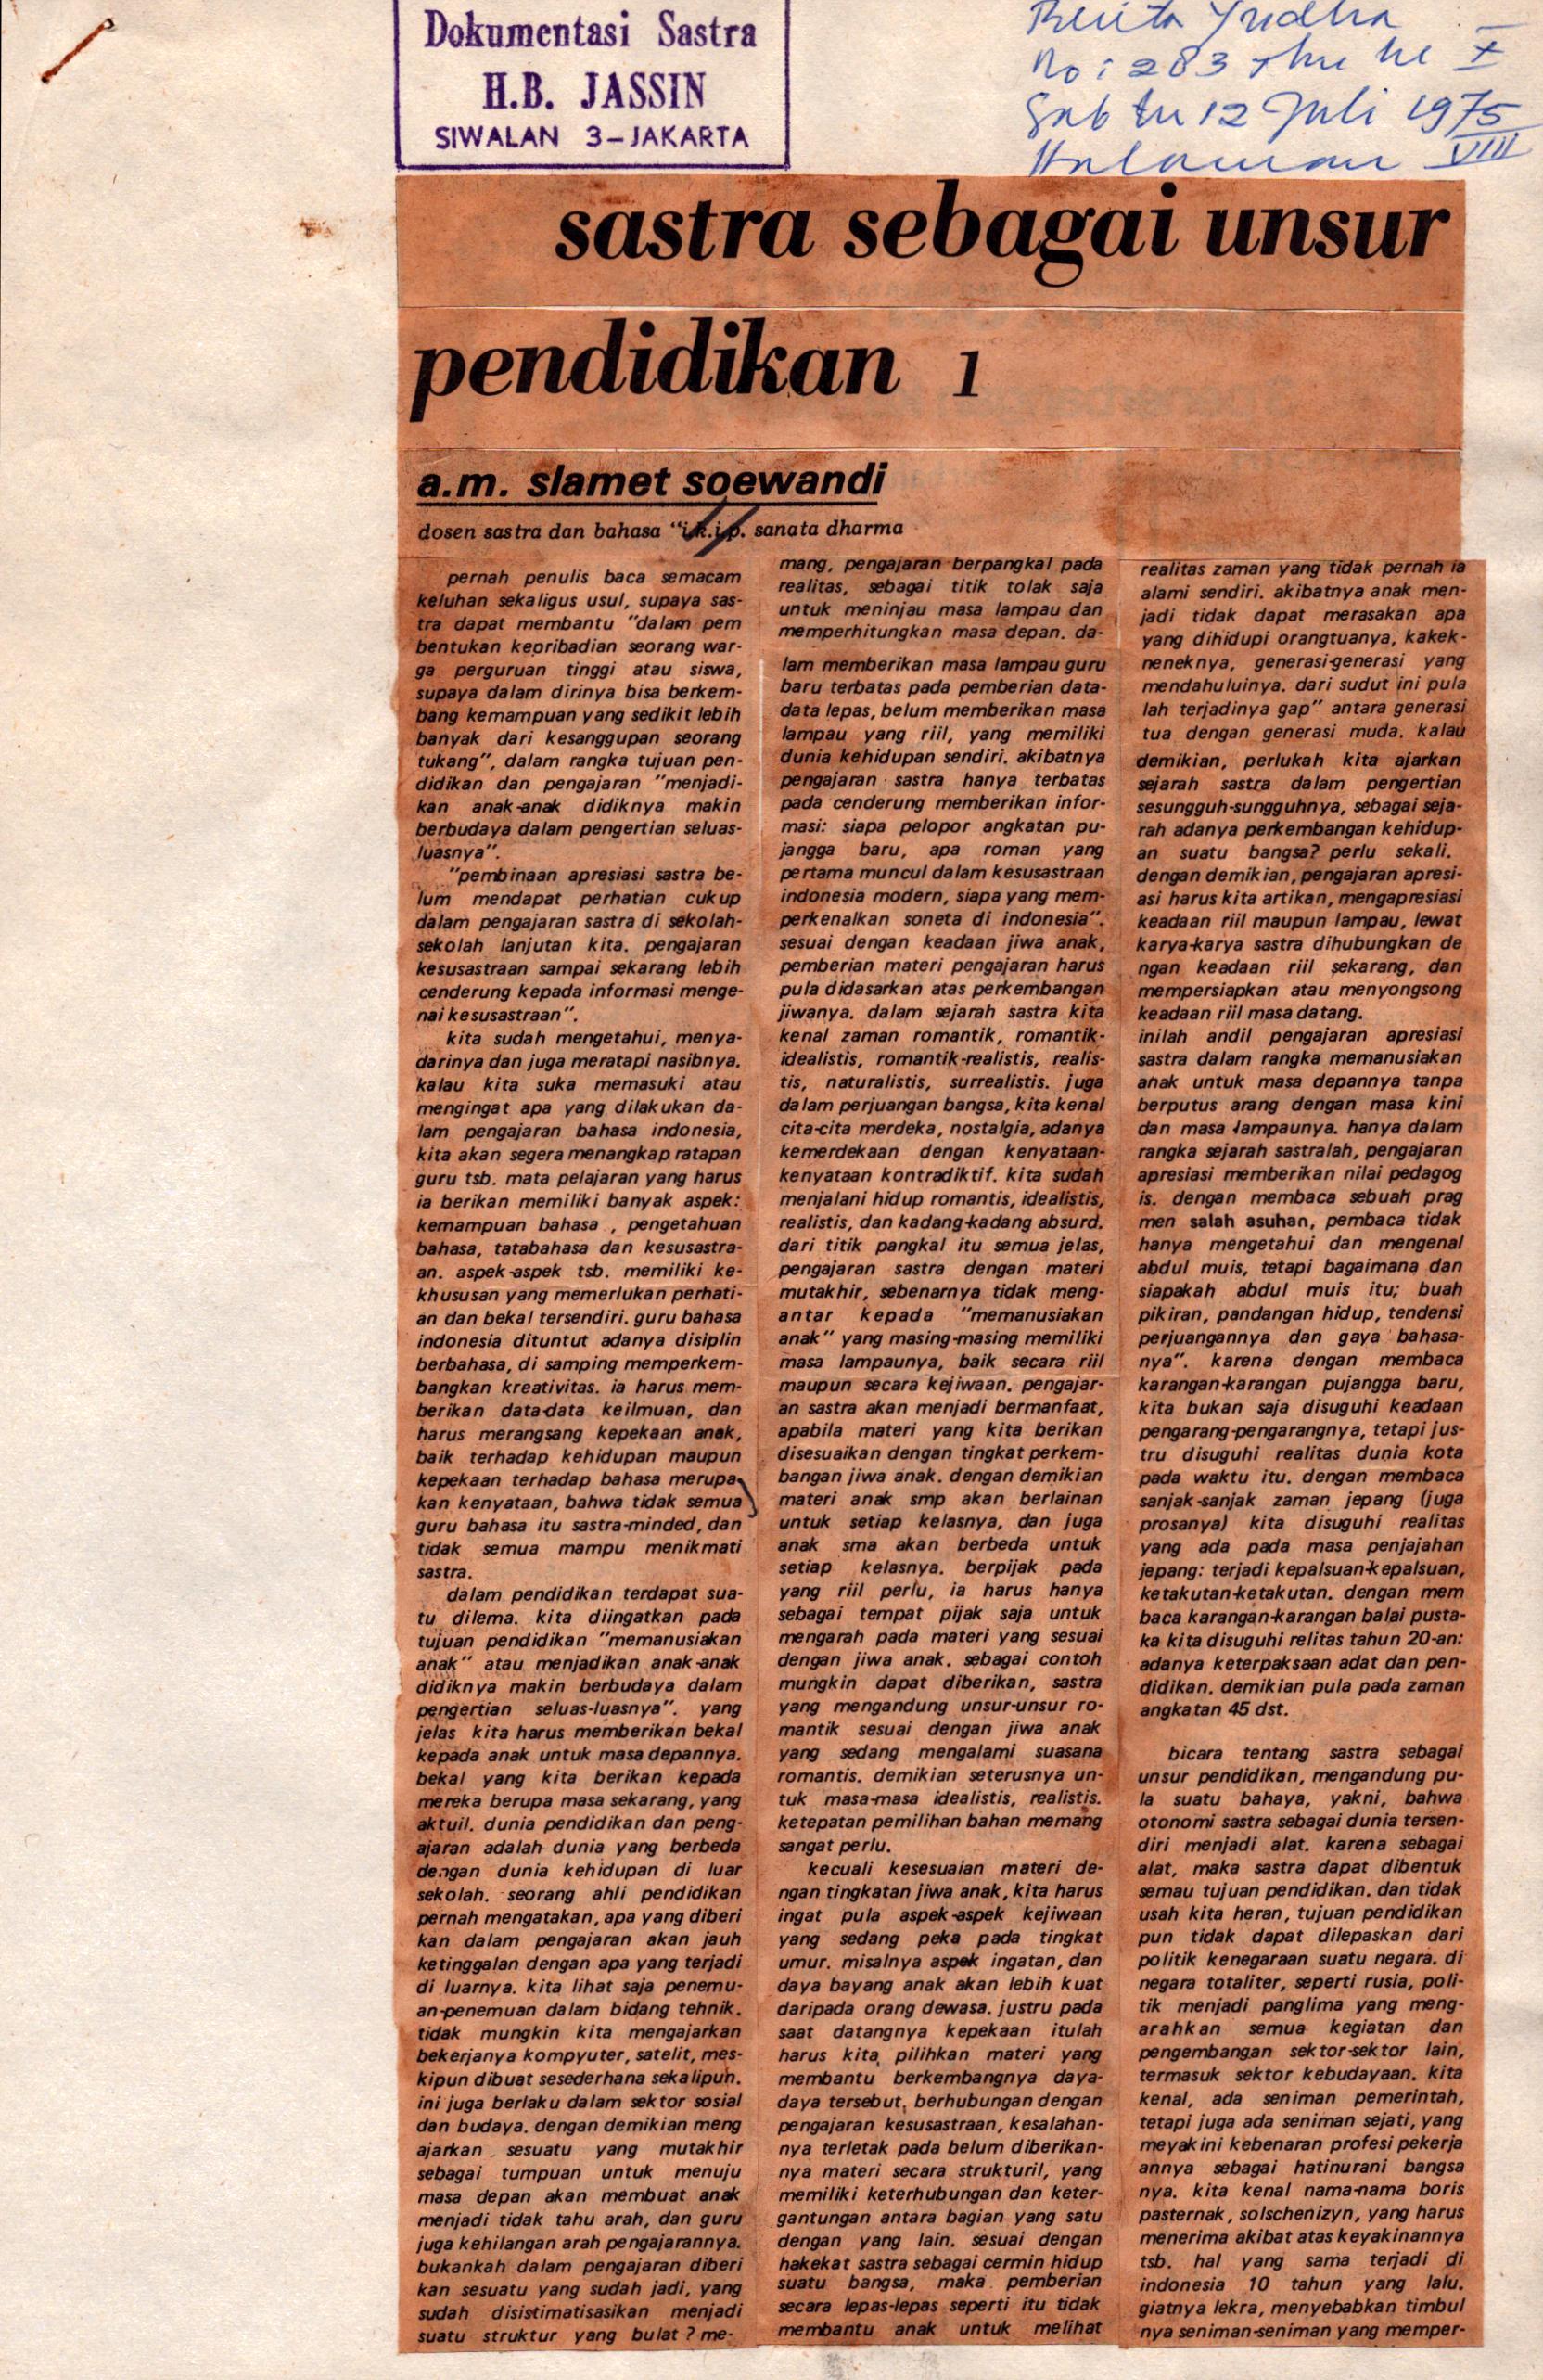 Dokumentasi Sastra
H.B. JASSIN
SIWALAN 3-JAKARTA
Berita Yudha
No: 283 thn ke X
Sabtu 12 Juli 1975
Halaman VIII
sastra sebagai unsur
pendidikan 1
a.m. slamet soewandi
dosen sastra dan bahasa "i.k.i.p. sanata dharma
pernah penulis baca semacam
keluhan sekaligus usul, supaya sas-
tra dapat membantu "dalam pem
bentukan kepribadian seorang war-
ga perguruan tinggi atau siswa,
supaya dalam dirinya bisa berkem-
bang kemampuan yang sedikit lebih
banyak dari kesanggupan seorang
tukang", dalam rangka tujuan pen-
didikan dan pengajaran "menjadi-
kan anak-anak didiknya makin
berbudaya dalam pengertian seluas-
luasnya".
"pembinaan apresiasi sastra be-
lum mendapat perhatian cukup
dalam pengajaran sastra di sekolah-
sekolah lanjutan kita. pengajaran
kesusastraan sampai sekarang lebih
cenderung kepada informasi menge-
nai kesusastraan".
kita sudah mengetahui, menya-
darinya dan juga meratapi nasibnya.
kalau kita suka memasuki atau
mengingat apa yang dilakukan da-
lam pengajaran bahasa indonesia,
kita akan segera menangkap ratapan
guru tsb. mata pelajaran yang harus
ia berikan memiliki banyak aspek:
kemampuan bahasa , pengetahuan
bahasa, tatabahasa dan kesusastra-
an. aspek-aspek tsb. memiliki ke-
khususan yang memerlukan perhati-
an dan bekal tersendiri. guru bahasa
indonesia dituntut adanya disiplin
berbahasa, di samping memperkem-
bangkan kreativitas. ia harus mem-
berikan data-data keilmuan, dan
harus merangsang kepekaan anak,
baik terhadap kehidupan maupun
kepekaan terhadap bahasa merupa
kan kenyataan, bahwa tidak semua
guru bahasa itu sastra-minded, dan
tidak semua mampu menikmati
sastra.
dalam pendidikan terdapat sua-
tu dilema. kita diingatkan pada
tujuan pendidikan "memanusiakan
anak" atau menjadikan anak-anak
didiknya makin berbudaya dalam
pengertian seluas-luasnya". yang
jelas kita harus memberikan bekal
kepada anak untuk masa depannya.
bekal yang kita berikan kepada
mereka berupa masa sekarang, yang
aktuil. dunia pendidikan dan peng-
ajaran adalah dunia yang berbeda
dengan dunia kehidupan di luar
sekolah. seorang ahli pendidikan
pernah mengatakan, apa yang diberi
kan dalam pengajaran akan jauh
ketinggalan dengan apa yang terjadi
di luarnya. kita lihat saja penemu-
an-penemuan dalam bidang tehnik.
tidak mungkin kita mengajarkan
bekerjanya kompyuter, satelit, mes-
kipun dibuat sesederhana sekalipun.
ini juga berlaku dalam sektor sosial
dan budaya. dengan demikian meng
ajarkan sesuatu yang mutakhir
sebagai tumpuan untuk menuju
masa depan akan membuat anak
menjadi tidak tahu arah, dan guru
juga kehilangan arah pengajarannya.
bukankah dalam pengajaran diberi
kan sesuatu yang sudah jadi, yang
sudah disistimatisasikan menjadi
suatu struktur yang bulat ? me-
mang, pengajaran berpangkal pada
realitas, sebagai titik tolak saja
untuk meninjau masa lampau dan
memperhitungkan masa depan. da-
lam memberikan masa lampau guru
baru terbatas pada pemberian data-
data lepas, belum memberikan masa
lampau yang riil, yang memiliki
dunia kehidupan sendiri. akibatnya
pengajaran sastra hanya terbatas
pada cenderung memberikan infor-
masi: siapa pelopor angkatan pu-
jangga baru, apa roman yang
pertama muncul dalam kesusastraan
indonesia modern, siapa yang mem-
perkenalkan soneta di indonesia".
sesuai dengan keadaan jiwa anak,
pemberian materi pengajaran harus
pula didasarkan atas perkembangan
jiwanya. dalam sejarah sastra kita
kenal zaman romantik, romantik-
idealistis, romantik-realistis, realis-
tis, naturalistis, surrealistis. juga
dalam perjuangan bangsa, kita kenal
cita-cita merdeka, nostalgia, adanya
kemerdekaan dengan kenyataan-
kenyataan kontradiktif. kita sudah
menjalani hidup romantis, idealistis,
realistis, dan kadang-kadang absurd.
dari titik pangkal itu semua jelas,
pengajaran sastra dengan materi
mutakhir, sebenarnya tidak meng-
antar kepada "memanusiakan
anak" yang masing-masing memiliki
masa lampaunya, baik secara riil
maupun secara kejiwaan. pengajar-
an sastra akan menjadi bermanfaat,
apabila materi yang kita berikan
disesuaikan dengan tingkat perkem-
bangan jiwa anak. dengan demikian
materi anak smp akan berlainan
untuk setiap kelasnya, dan juga
anak sma akan berbeda untuk
setiap kelasnya. berpijak pada
yang riil perlu, ia harus hanya
sebagai tempat pijak saja untuk
mengarah pada materi yang sesuai
dengan jiwa anak. sebagai contoh
mungkin dapat diberikan, sastra
yang mengandung unsur-unsur ro-
mantik sesuai dengan jiwa anak
yang sedang mengalami suasana
romantis. demikian seterusnya un-
tuk masa-masa idealistis, realistis.
ketepatan pemilihan bahan memang
sangat perlu.
kecuali kesesuaian materi de-
ngan tingkatan jiwa anak, kita harus
ingat pula aspek-aspek kejiwaan
yang sedang peka pada tingkat
umur. misalnya aspek ingatan, dan
daya bayang anak akan lebih kuat
daripada orang dewasa. justru pada
saat datangnya kepekaan itulah
harus kita pilihkan materi yang
membantu berkembangnya daya-
daya tersebut, berhubungan dengan
pengajaran kesusastraan, kesalahan-
nya terletak pada belum diberikan-
nya materi secara strukturil, yang
memiliki keterhubungan dan keter-
gantungan antara bagian yang satu
dengan yang lain. sesuai dengan
hakekat sastra sebagai cermin hidup
suatu bangsa, maka pemberian
secara lepas-lepas seperti itu tidak
membantu anak untuk melihat
realitas zaman yang tidak pernah ia
alami sendiri. akibatnya anak men-
jadi tidak dapat merasakan apa
yang dihidupi orangtuanya, kakek-
neneknya, generasi-generasi yang
mendahuluinya. dari sudut ini pula
lah terjadinya gap" antara generasi
tua dengan generasi muda. kalau
demikian, perlukah kita ajarkan
sejarah sastra dalam pengertian
sesungguh-sungguhnya, sebagai seja-
rah adanya perkembangan kehidup-
an suatu bangsa? perlu sekali.
dengan demikian, pengajaran apresi-
asi harus kita artikan, mengapresiasi
keadaan riil maupun lampau, lewat
karya-karya sastra dihubungkan de
ngan keadaan riil sekarang, dan
mempersiapkan atau menyongsong
keadaan riil masa datang.
inilah andil pengajaran apresiasi
sastra dalam rangka memanusiakan
anak untuk masa depannya tanpa
berputus arang dengan masa kini
dan masa lampaunya. hanya dalam
rangka sejarah sastralah, pengajaran
apresiasi memberikan nilai pedagog
is. dengan membaca sebuah prag
men salah asuhan, pembaca tidak
hanya mengetahui dan mengenal
abdul muis, tetapi bagaimana dan
siapakah abdul muis itu; buah
pikiran, pandangan hidup, tendensi
perjuangannya dan gaya bahasa-
nya". karena dengan membaca
karangan-karangan pujangga baru,
kita bukan saja disuguhi keadaan
pengarang-pengarangnya, tetapi jus-
tru disuguhi realitas dunia kota
pada waktu itu. dengan membaca
sanjak-sanjak zaman jepang (juga
prosanya) kita disuguhi realitas
yang ada pada masa penjajahan
jepang: terjadi kepalsuan-kepalsuan,
ketakutan-ketakutan. dengan mem
baca karangan-karangan balai pusta-
ka kita disuguhi relitas tahun 20-an:
adanya keterpaksaan adat dan pen-
didikan. demikian pula pada zaman
angkatan 45 dst.
bicara tentang sastra sebagai
unsur pendidikan, mengandung pu-
la suatu bahaya, yakni, bahwa
otonomi sastra sebagai dunia tersen-
diri menjadi alat. karena sebagai
alat, maka sastra dapat dibentuk
semau tujuan pendidikan. dan tidak
usah kita heran, tujuan pendidikan
pun tidak dapat dilepaskan dari
politik kenegaraan suatu negara. di
negara totaliter, seperti rusia, poli-
tik menjadi panglima yang meng-
arahkan semua kegiatan dan
pengembangan sektor-sektor lain,
termasuk sektor kebudayaan. kita
kenal, ada seniman pemerintah,
tetapi juga ada seniman sejati, yang
meyakini kebenaran profesi pekerja
annya sebagai hatinurani bangsa
nya. kita kenal nama-nama boris
pasternak, solschenizyn, yang harus
menerima akibat atas keyakinannya
tsb. hal yang sama terjadi di
indonesia 10 tahun yang lalu.
giatnya lekra, menyebabkan timbul
nya seniman-seniman yang memper-